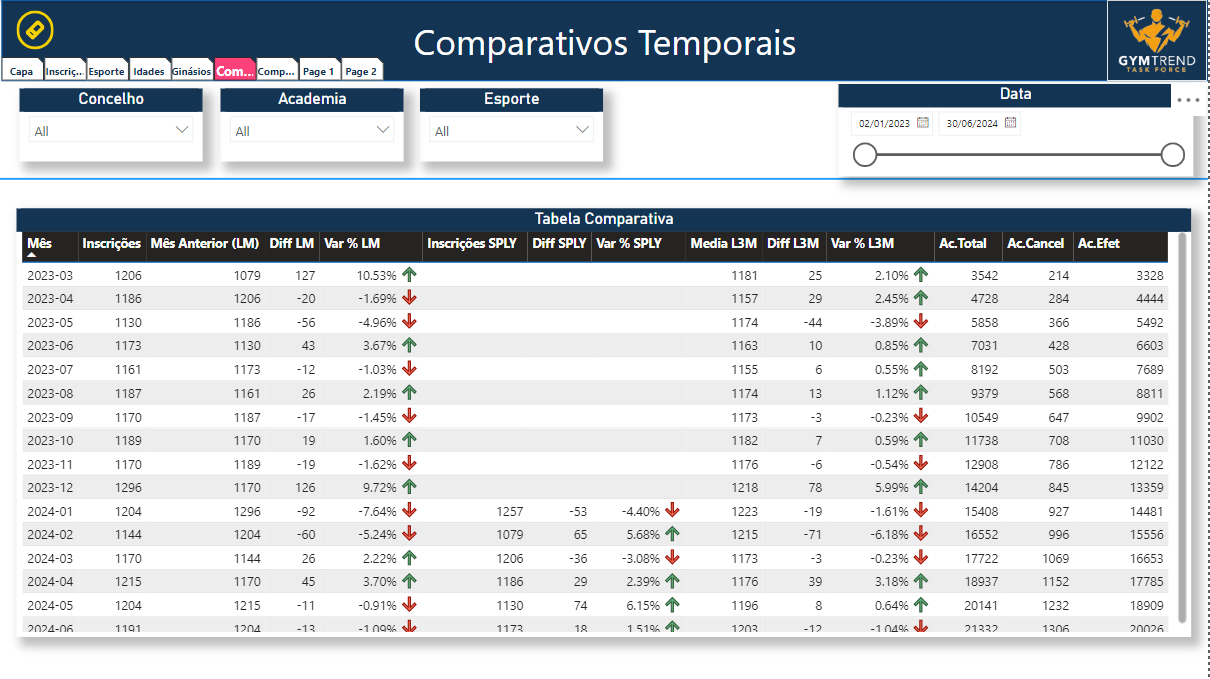 Comparativos Temporais
GYMTREND
TASK FORCE
Capa Inscriç... Esporte Idades Ginásios Com... Comp... Page 1 Page 2
Concelho Academia Esporte Data
All All All 02/01/2023 30/06/2024
Tabela Comparativa
Mês Inscrições Mês Anterior (LM) Diff LM Var % LM Inscrições SPLY Diff SPLY Var % SPLY Media L3M Diff L3M Var % L3M Ac.Total Ac.Cancel Ac.Efet
2023-03 1206 1079 127 10.53% 1181 25 2.10% 3542 214 3328
2023-04 1186 1206 -20 -1.69% 1157 29 2.45% 4728 284 4444
2023-05 1130 1186 -56 -4.96% 1174 -44 -3.89% 5858 366 5492
2023-06 1173 1130 43 3.67% 1163 10 0.85% 7031 428 6603
2023-07 1161 1173 -12 -1.03% 1155 6 0.55% 8192 503 7689
2023-08 1187 1161 26 2.19% 1174 13 1.12% 9379 568 8811
2023-09 1170 1187 -17 -1.45% 1173 -3 -0.23% 10549 647 9902
2023-10 1189 1170 19 1.60% 1182 7 0.59% 11738 708 11030
2023-11 1170 1189 -19 -1.62% 1176 -6 -0.54% 12908 786 12122
2023-12 1296 1170 126 9.72% 1218 78 5.99% 14204 845 13359
2024-01 1204 1296 -92 -7.64% 1257 -53 -4.40% 1223 -19 -1.61% 15408 927 14481
2024-02 1144 1204 -60 -5.24% 1079 65 5.68% 1215 -71 -6.18% 16552 996 15556
2024-03 1170 1144 26 2.22% 1206 -36 -3.08% 1173 -3 -0.23% 17722 1069 16653
2024-04 1215 1170 45 3.70% 1186 29 2.39% 1176 39 3.18% 18937 1152 17785
2024-05 1204 1215 -11 -0.91% 1130 74 6.15% 1196 8 0.64% 20141 1232 18909
2024-06 1191 1204 -13 -1.09% 1173 18 1.51% 1203 -12 -1.04% 21332 1306 20026